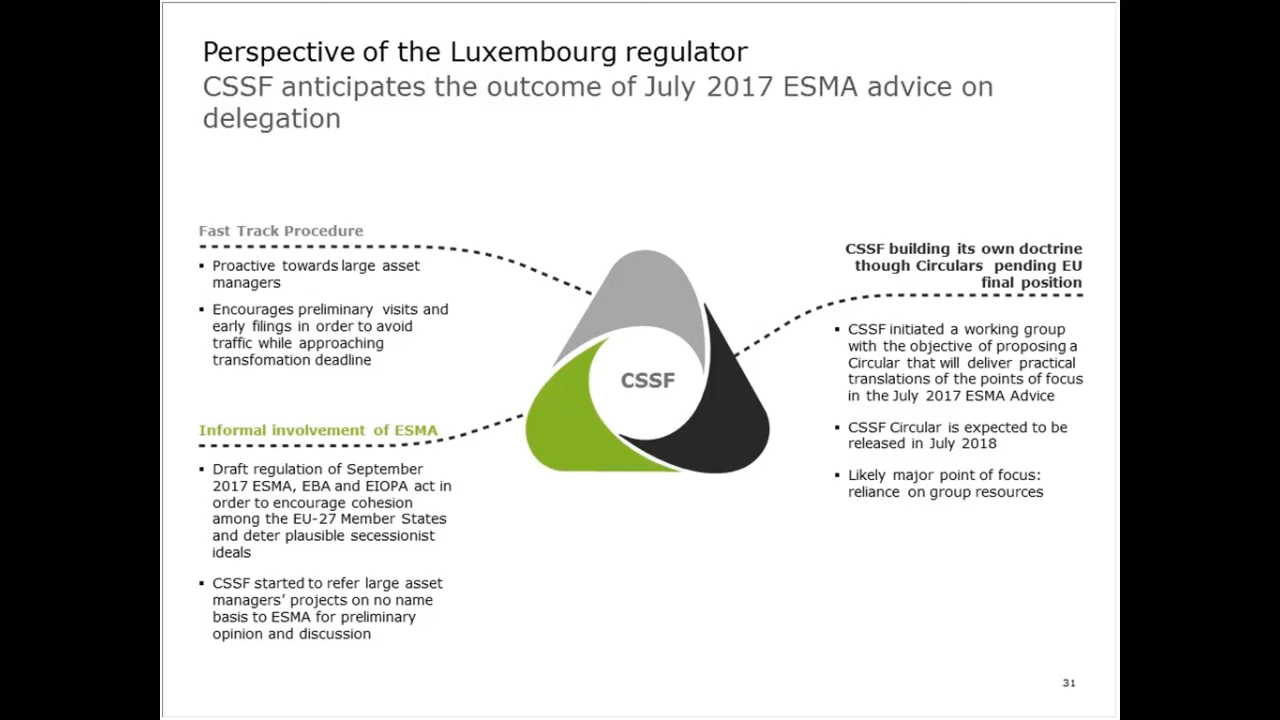 Perspective of the Luxembourg regulator
CSSF anticipates the outcome of July 2017 ESMA advice on
delegation
Fast Track Procedure
▪ Proactive towards large asset
managers
▪ Encourages preliminary visits and
early filings in order to avoid
traffic while approaching
transfomation deadline
Informal involvement of ESMA
▪ Draft regulation of September
2017 ESMA, EBA and EIOPA act in
order to encourage cohesion
among the EU-27 Member States
and deter plausible secessionist
ideals
▪ CSSF started to refer large asset
managers’ projects on no name
basis to ESMA for preliminary
opinion and discussion
CSSF
CSSF building its own doctrine
though Circulars pending EU
final position
▪ CSSF initiated a working group
with the objective of proposing a
Circular that will deliver practical
translations of the points of focus
in the July 2017 ESMA Advice
▪ CSSF Circular is expected to be
released in July 2018
▪ Likely major point of focus:
reliance on group resources
31